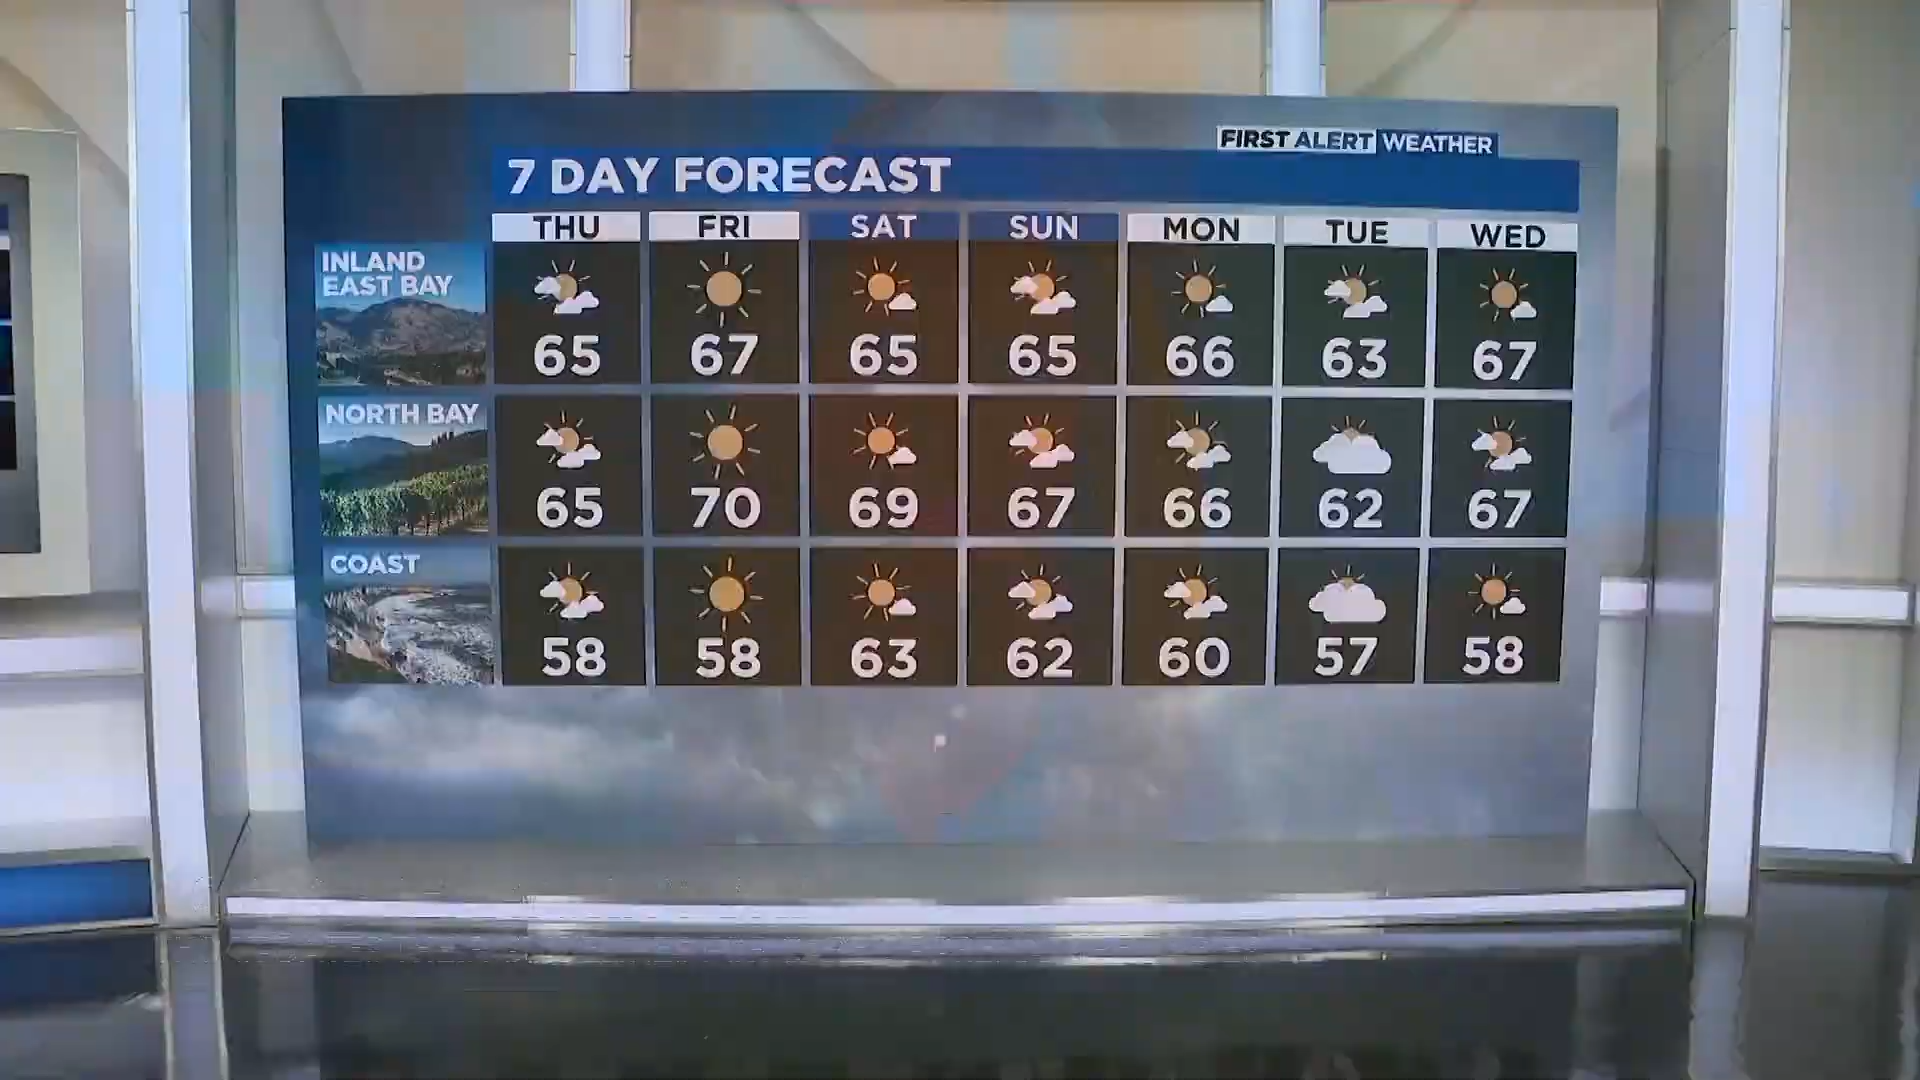 FIRST ALERT WEATHER
7 DAY FORECAST
THU FRI SAT SUN MON TUE WED
INLAND
EAST BAY
65 67 65 65 66 63 67
NORTH BAY
65 70 69 67 66 62 67
COAST
58 58 63 62 60 57 58